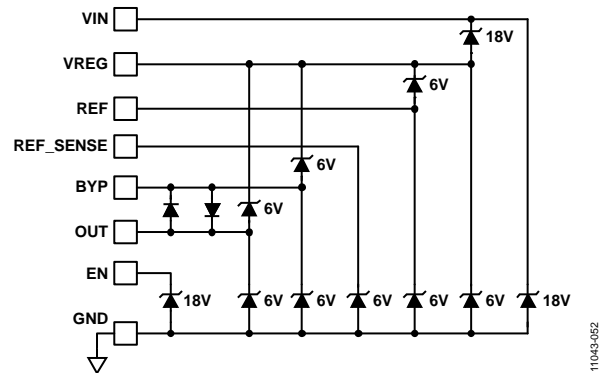 VIN
18V
VREG
6V
REF
REF_SENSE
6V
BYP
6V
OUT
EN
18V 6V 6V 6V 6V 6V 18V
GND
11043-052